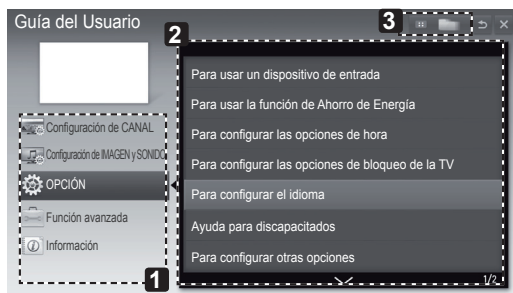 Guía del Usuario
3
2
Para usar un dispositivo de entrada
Para usar la función de Ahorro de Energía
Para configurar las opciones de hora
Para configurar las opciones de bloqueo de la TV
Para configurar el idioma
Ayuda para discapacitados
Para configurar otras opciones
1/2
Configuración de CANAL
Configuración de IMAGEN y SONIDO
OPCIÓN
Función avanzada
Información
1